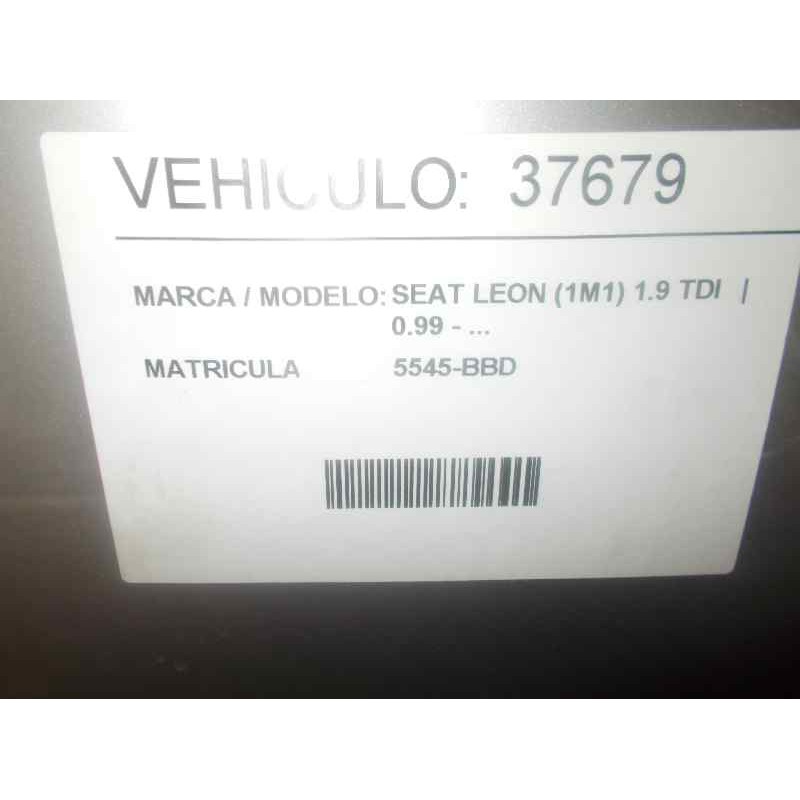 VEHICULO: 37679
MARCA / MODELO: SEAT LEON (1M1) 1.9 TDI |
0.99 - ...
MATRICULA 5545-BBD